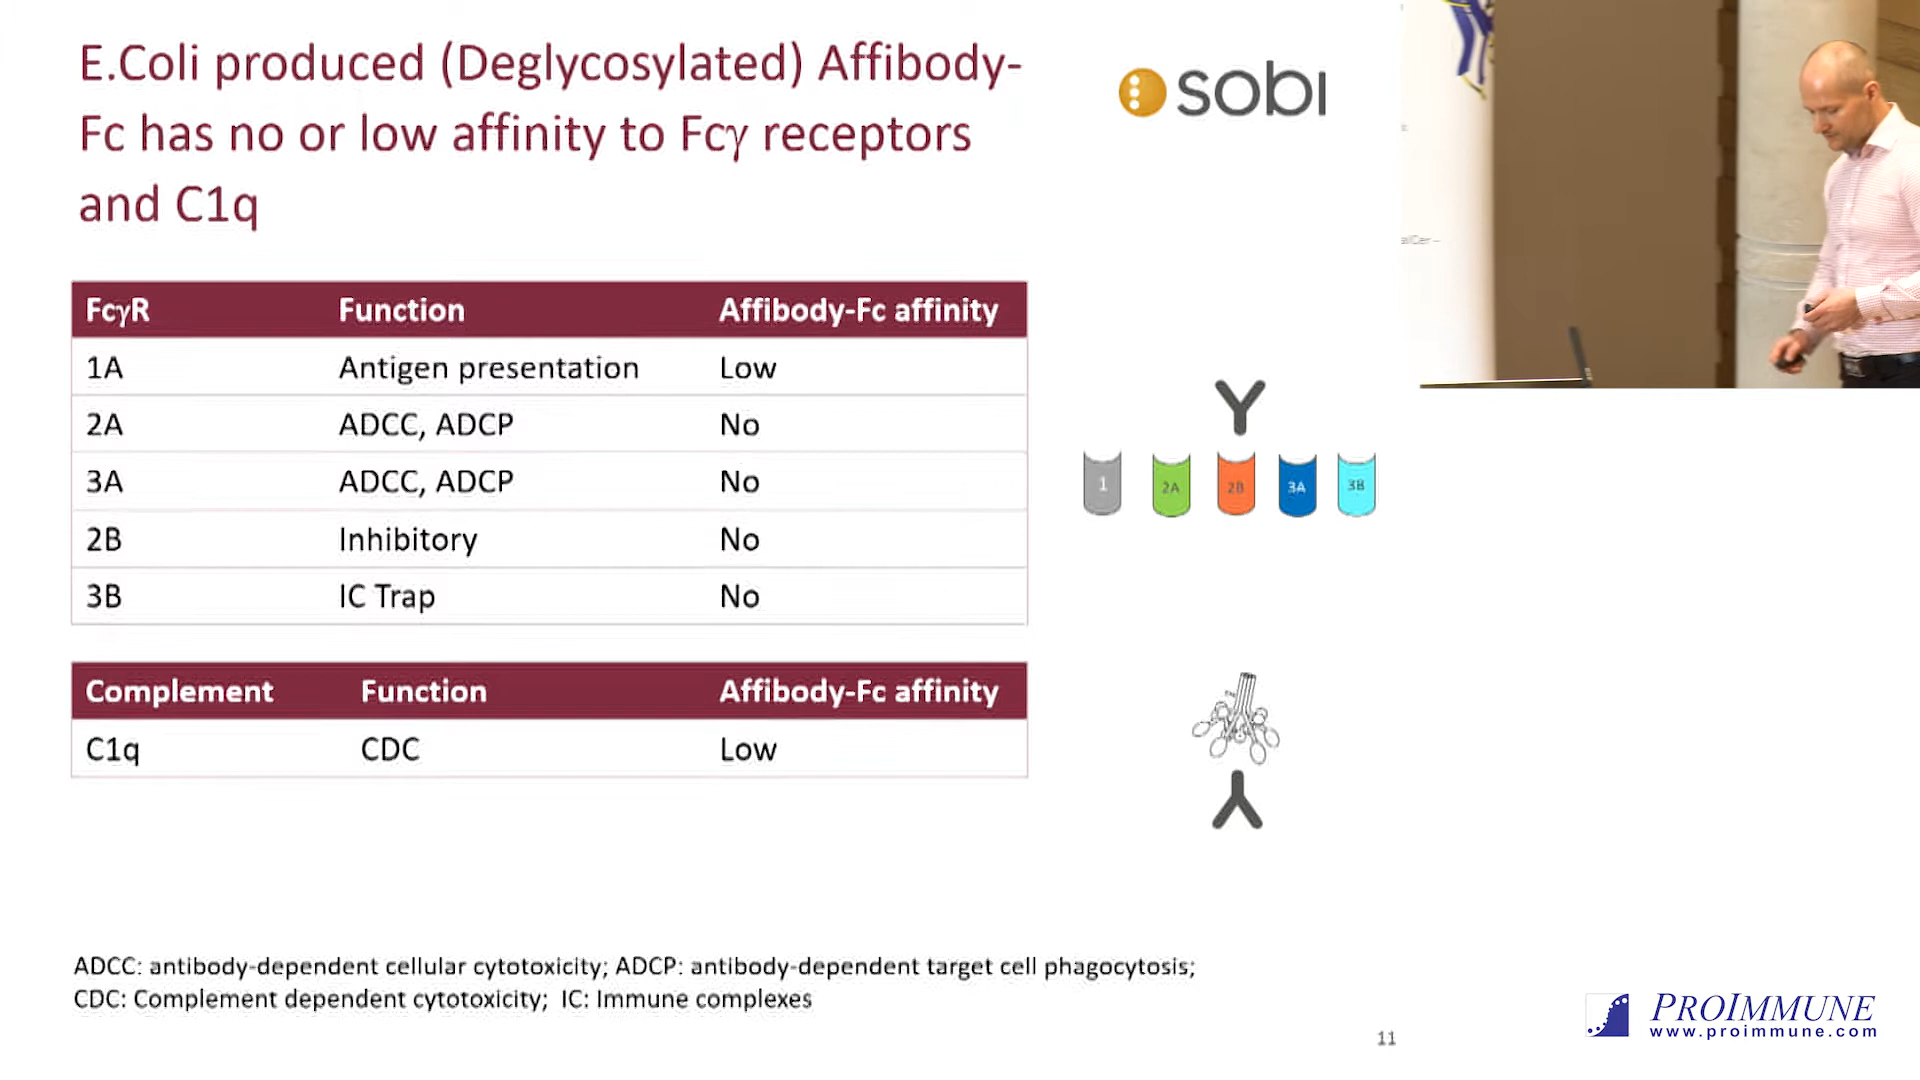 E.Coli produced (Deglycosylated) Affibody-
Fc has no or low affinity to Fcγ receptors
and C1q
sobi
FcγR Function Affibody-Fc affinity
1A Antigen presentation Low
2A ADCC, ADCP No
3A ADCC, ADCP No
2B Inhibitory No
3B IC Trap No
1 2A 2B 3A 3B
Complement Function Affibody-Fc affinity
C1q CDC Low
ADCC: antibody-dependent cellular cytotoxicity; ADCP: antibody-dependent target cell phagocytosis;
CDC: Complement dependent cytotoxicity; IC: Immune complexes
11
PROIMMUNE
www.proimmune.com